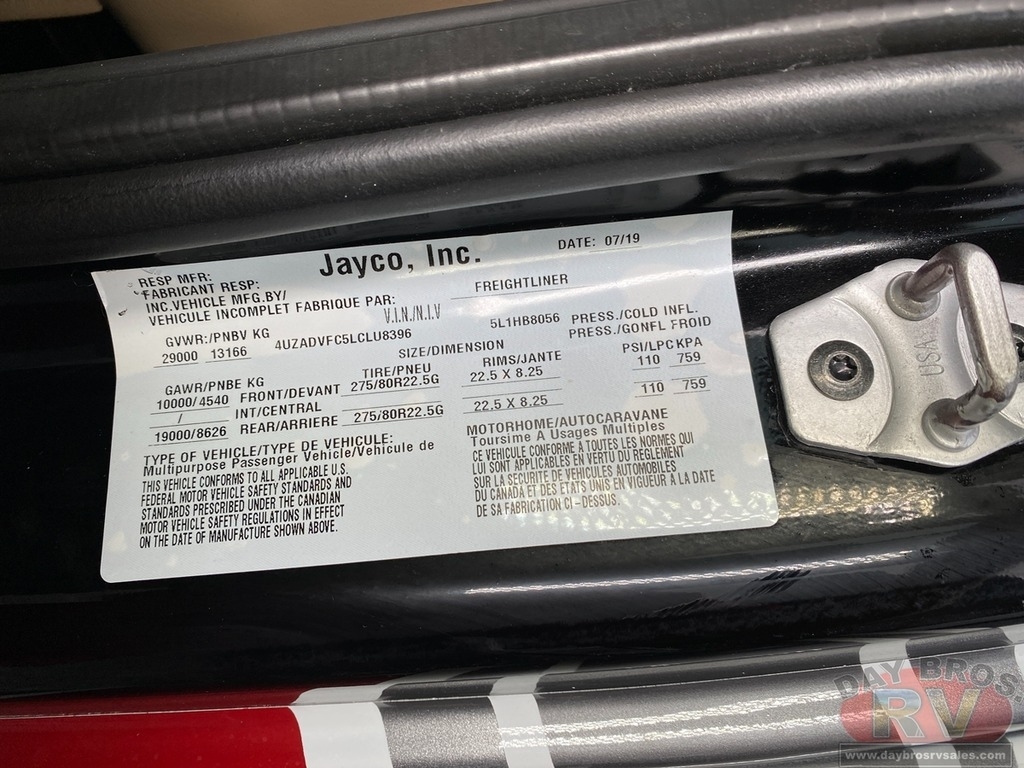 Jayco, Inc. DATE: 07/19
RESP MFR:
FABRICANT RESP:
INC.VEHICLE MFG.BY/ FREIGHTLINER
VEHICULE INCOMPLET FABRIQUE PAR:
V.I.N./N.I.V
GVWR:/PNBV KG 4UZADVFC5LCLU8396 5L1HB8056 PRESS./COLD INFL.
29000 13166 SIZE/DIMENSION PRESS./GONFL FROID
GAWR/PNBE KG TIRE/PNEU RIMS/JANTE PSI/LPC KPA
10000/4540 FRONT/DEVANT 275/80R22.5G 22.5 X 8.25 110 759
/ INT/CENTRAL
19000/8626 REAR/ARRIERE 275/80R22.5G 22.5 X 8.25 110 759
TYPE OF VEHICLE/TYPE DE VEHICULE: MOTORHOME/AUTOCARAVANE
Multipurpose Passenger Vehicle/Vehicule de Toursime A Usages Multiples
THIS VEHICLE CONFORMS TO ALL APPLICABLE U.S.
FEDERAL MOTOR VEHICLE SAFETY STANDARDS AND
STANDARDS PRESCRIBED UNDER THE CANADIAN
MOTOR VEHICLE SAFETY REGULATIONS IN EFFECT
ON THE DATE OF MANUFACTURE SHOWN ABOVE.
CE VEHICULE CONFORME A TOUTES LES NORMES QUI
LUI SONT APPLICABLES EN VERTU DU REGLEMENT
SUR LA SECURITE DE VEHICULES AUTOMOBILES
DU CANADA ET DES ETATS UNIS EN VIGUEUR A LA DATE
DE SA FABRICATION CI-DESSUS.
USA
DAY BROS.
RV
www.daybrosrvsales.com